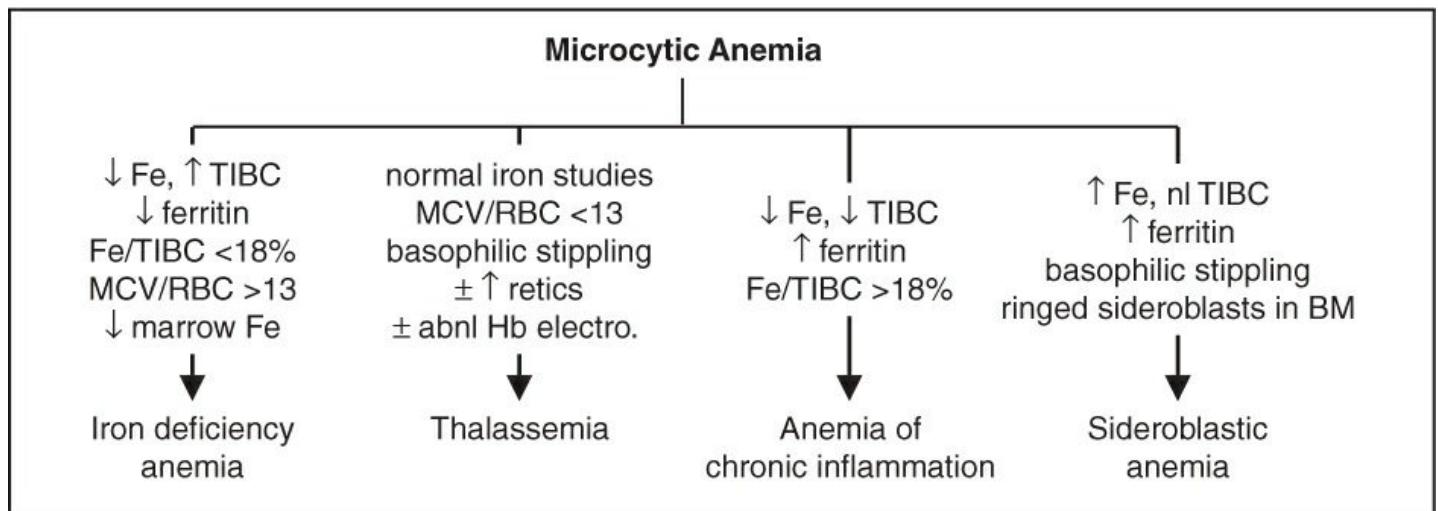 Microcytic Anemia
↓ Fe, ↑ TIBC
↓ ferritin
Fe/TIBC <18%
MCV/RBC >13
↓ marrow Fe
Iron deficiency
anemia
normal iron studies
MCV/RBC <13
basophilic stippling
± ↑ retics
± abnl Hb electro.
Thalassemia
↓ Fe, ↓ TIBC
↑ ferritin
Fe/TIBC >18%
Anemia of
chronic inflammation
↑ Fe, nl TIBC
↑ ferritin
basophilic stippling
ringed sideroblasts in BM
Sideroblastic
anemia